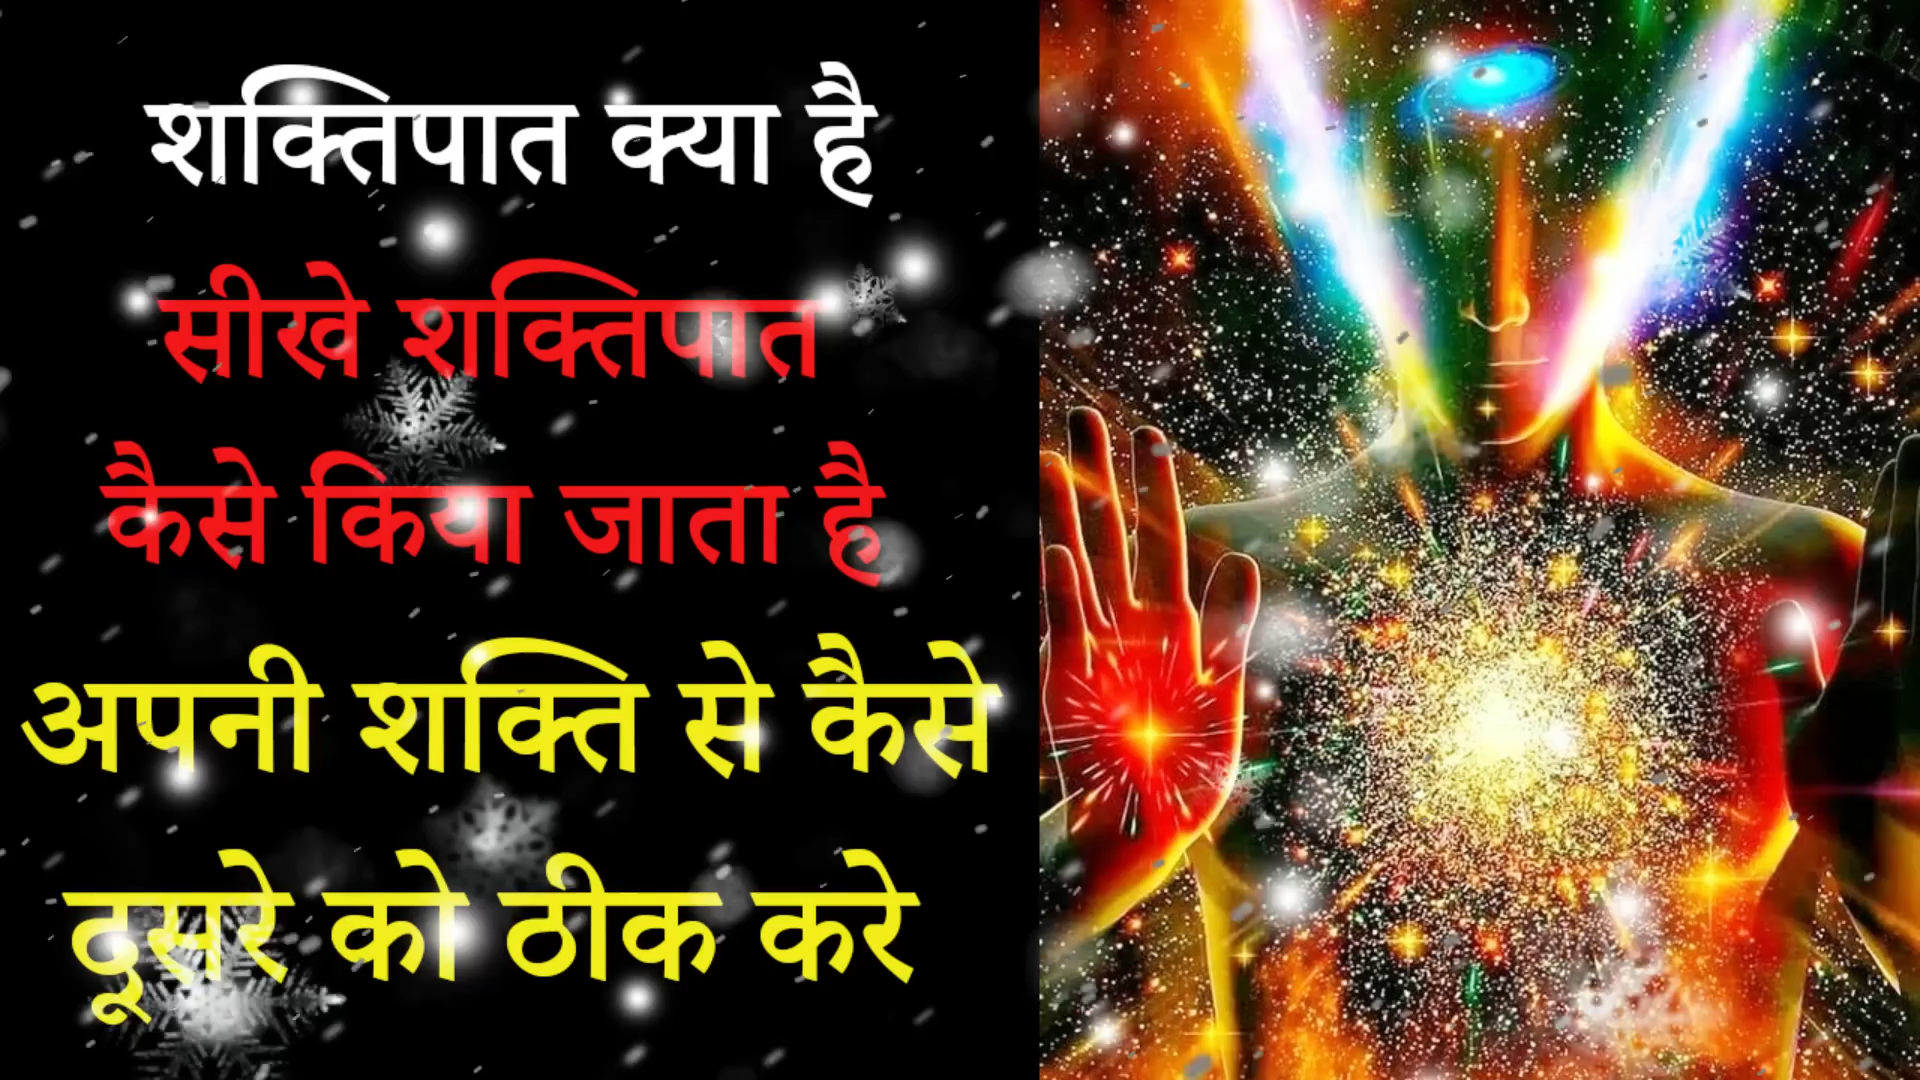 शक्तिपात क्या है
सीखे शक्तिपात
कैसे किया जाता है
अपनी शक्ति से कैसे
दूसरे को ठीक करे